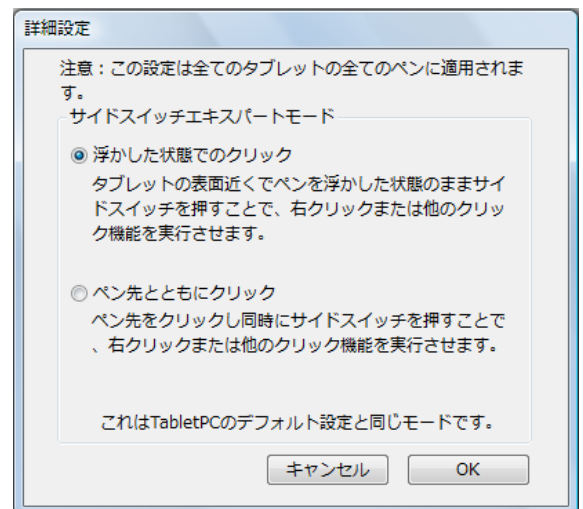 詳細設定
注意：この設定は全てのタブレットの全てのペンに適用されま
す。
サイドスイッチエキスパートモード
浮かした状態でのクリック
タブレットの表面近くでペンを浮かした状態のままサイ
ドスイッチを押すことで、右クリックまたは他のクリッ
ク機能を実行させます。
ペン先とともにクリック
ペン先をクリックし同時にサイドスイッチを押すことで
、右クリックまたは他のクリック機能を実行させます。
これはTabletPCのデフォルト設定と同じモードです。
キャンセル OK